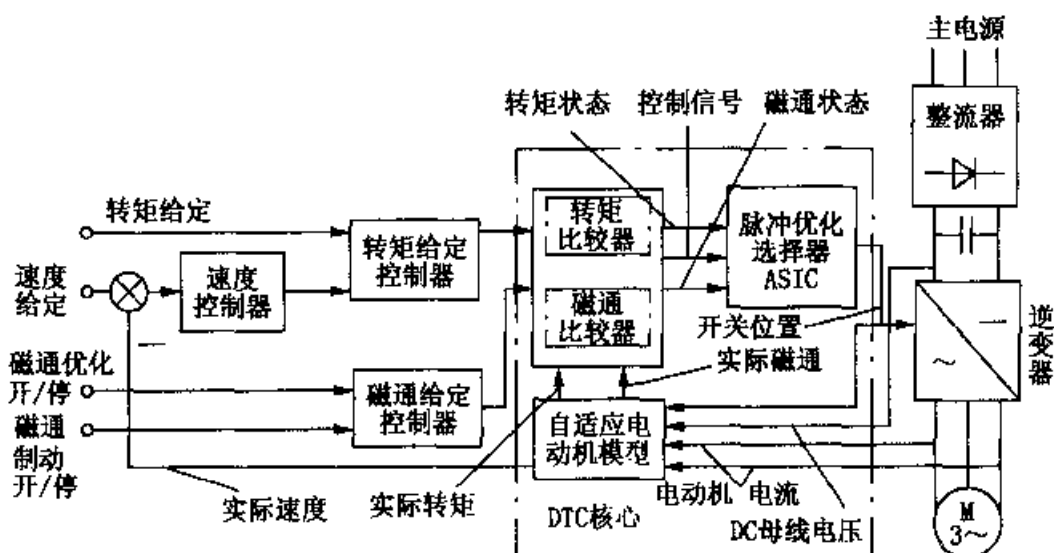 主电源
整流器
转矩状态
控制信号
磁通状态
转矩给定
转矩给定
控制器
转矩
比较器
脉冲优化
选择器
ASIC
速度
给定
速度
控制器
磁通
比较器
开关位置
实际磁通
逆变器
~
磁通优化
开/停
磁通
制动
开/停
磁通给定
控制器
自适应电
动机模型
实际速度
实际转矩
DTC核心
电动机 电流
DC母线电压
M
3~